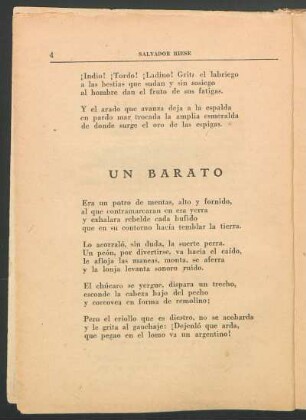 4
SALVADOR RIESE
¡Indio! ¡Tordo! ¡Ladino! Grita el labriego
a las bestias que sudan y sin sosiego
al hombre dan el fruto de sus fatigas.
Y el arado que avanza deja a la espalda
en pardo mar trocada la amplia esmeralda
de donde surge el oro de las espigas.
UN BARATO
Era un potro de mentas, alto y fornido,
al que contramarcaran en era yerra
y exhalara rebelde cada bufido
que en su contorno hacía temblar la tierra.
Lo acorraló, sin duda, la suerte perra.
Un peón, por divertirse, va hacia el caído,
le afloja las maneas, monta, se aferra
y la lonja levanta sonoro ruido.
El chúcaro se yergue, dispara un trecho,
esconde la cabeza bajo del pecho
y corcovea en forma de remolino;
Pero el criollo que es diestro, no se acobarda
y le grita al gauchaje: ¡Dejenló que arda,
que pegao en el lomo va un argentino!